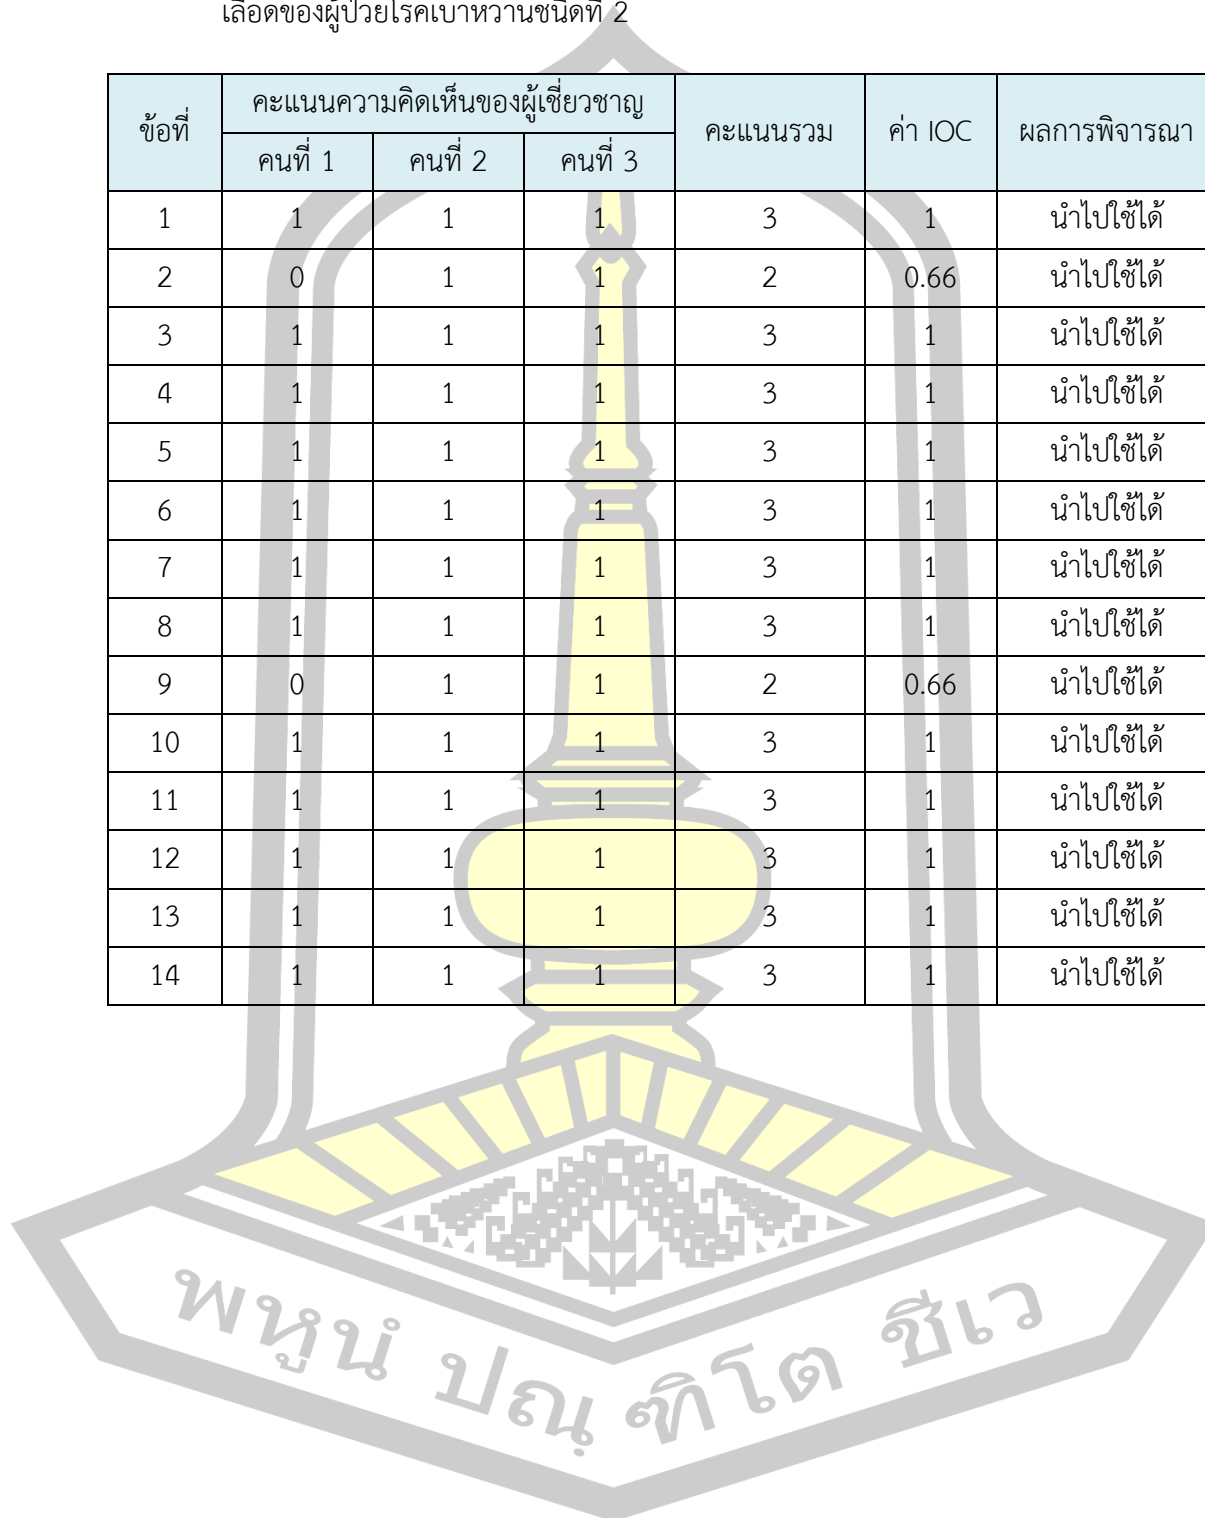 เลือดของผู้ป่วยโรคเบาหวานชนิดที่ 2
ข้อที่ คะแนนความคิดเห็นของผู้เชี่ยวชาญ คะแนนรวม ค่า IOC ผลการพิจารณา
คนที่ 1 คนที่ 2 คนที่ 3
1 1 1 1 3 1 นำไปใช้ได้
2 0 1 1 2 0.66 นำไปใช้ได้
3 1 1 1 3 1 นำไปใช้ได้
4 1 1 1 3 1 นำไปใช้ได้
5 1 1 1 3 1 นำไปใช้ได้
6 1 1 1 3 1 นำไปใช้ได้
7 1 1 1 3 1 นำไปใช้ได้
8 1 1 1 3 1 นำไปใช้ได้
9 0 1 1 2 0.66 นำไปใช้ได้
10 1 1 1 3 1 นำไปใช้ได้
11 1 1 1 3 1 นำไปใช้ได้
12 1 1 1 3 1 นำไปใช้ได้
13 1 1 1 3 1 นำไปใช้ได้
14 1 1 1 3 1 นำไปใช้ได้
พหูนํ ปณฺ ฑิโต ชีเว